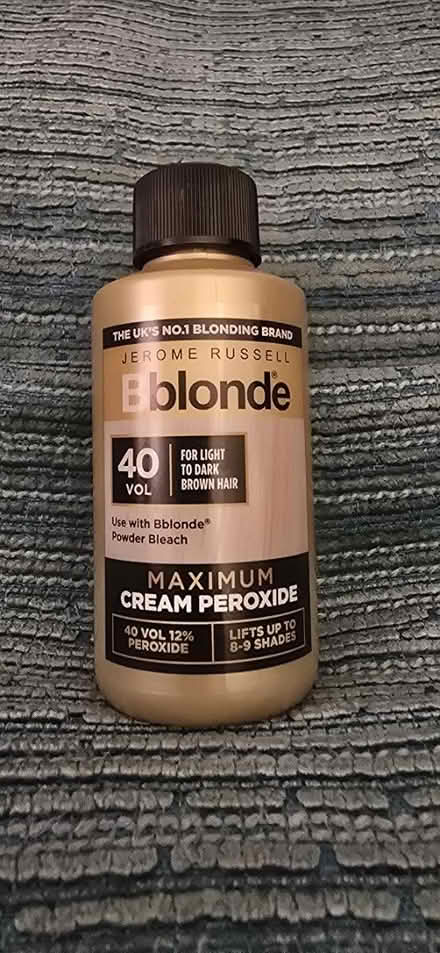 THE UK'S NO.1 BLONDING BRAND
JEROME RUSSELL
Bblonde®
40 VOL
FOR LIGHT
TO DARK
BROWN HAIR
Use with Bblonde®
Powder Bleach
MAXIMUM
CREAM PEROXIDE
40 VOL 12%
PEROXIDE
LIFTS UP TO
8-9 SHADES